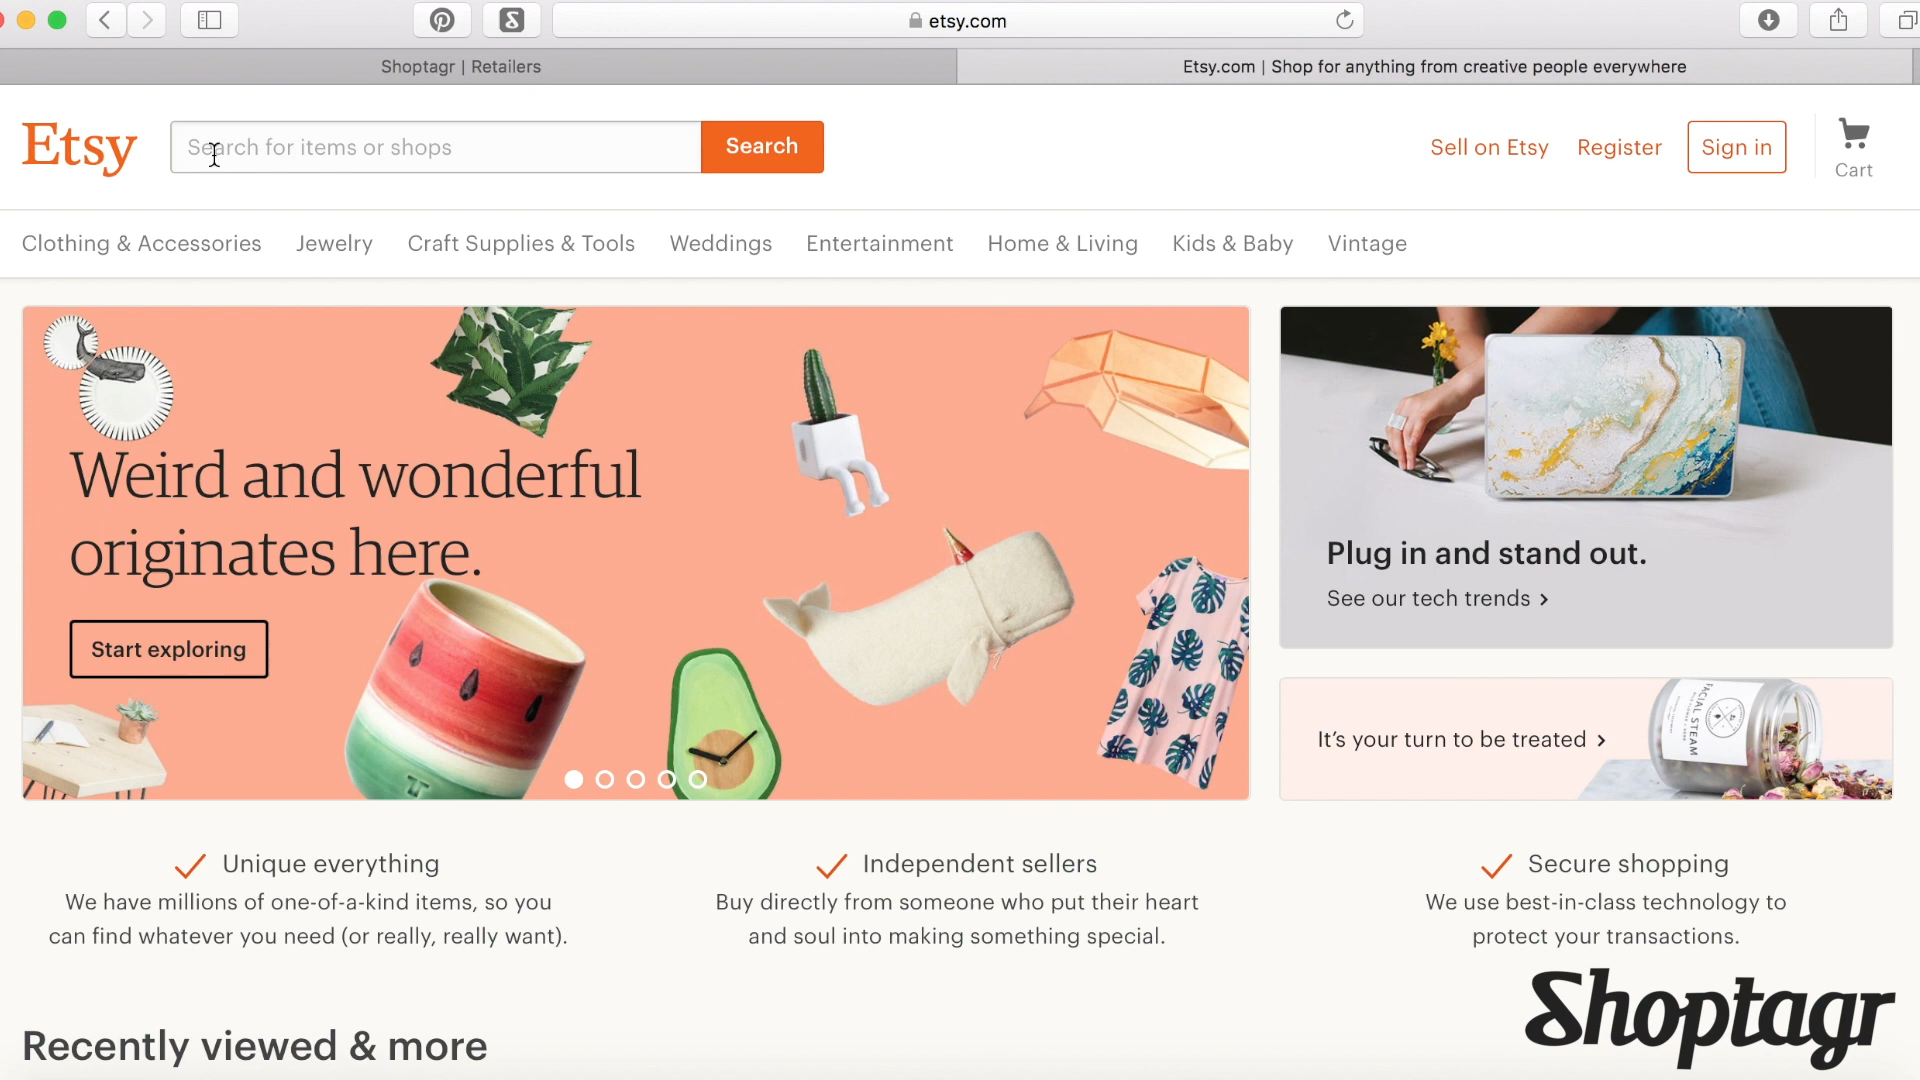 etsy.com
Shoptagr | Retailers
Etsy.com | Shop for anything from creative people everywhere
Etsy
Search for items or shops
Search
Sell on Etsy
Register
Sign in
Cart
Clothing & Accessories
Jewelry
Craft Supplies & Tools
Weddings
Entertainment
Home & Living
Kids & Baby
Vintage
Weird and wonderful
originates here.
Start exploring
Plug in and stand out.
See our tech trends
It's your turn to be treated
FACIAL STEAM
Unique everything
We have millions of one-of-a-kind items, so you
can find whatever you need (or really, really want).
Independent sellers
Buy directly from someone who put their heart
and soul into making something special.
Secure shopping
We use best-in-class technology to
protect your transactions.
Recently viewed & more
Shoptagr